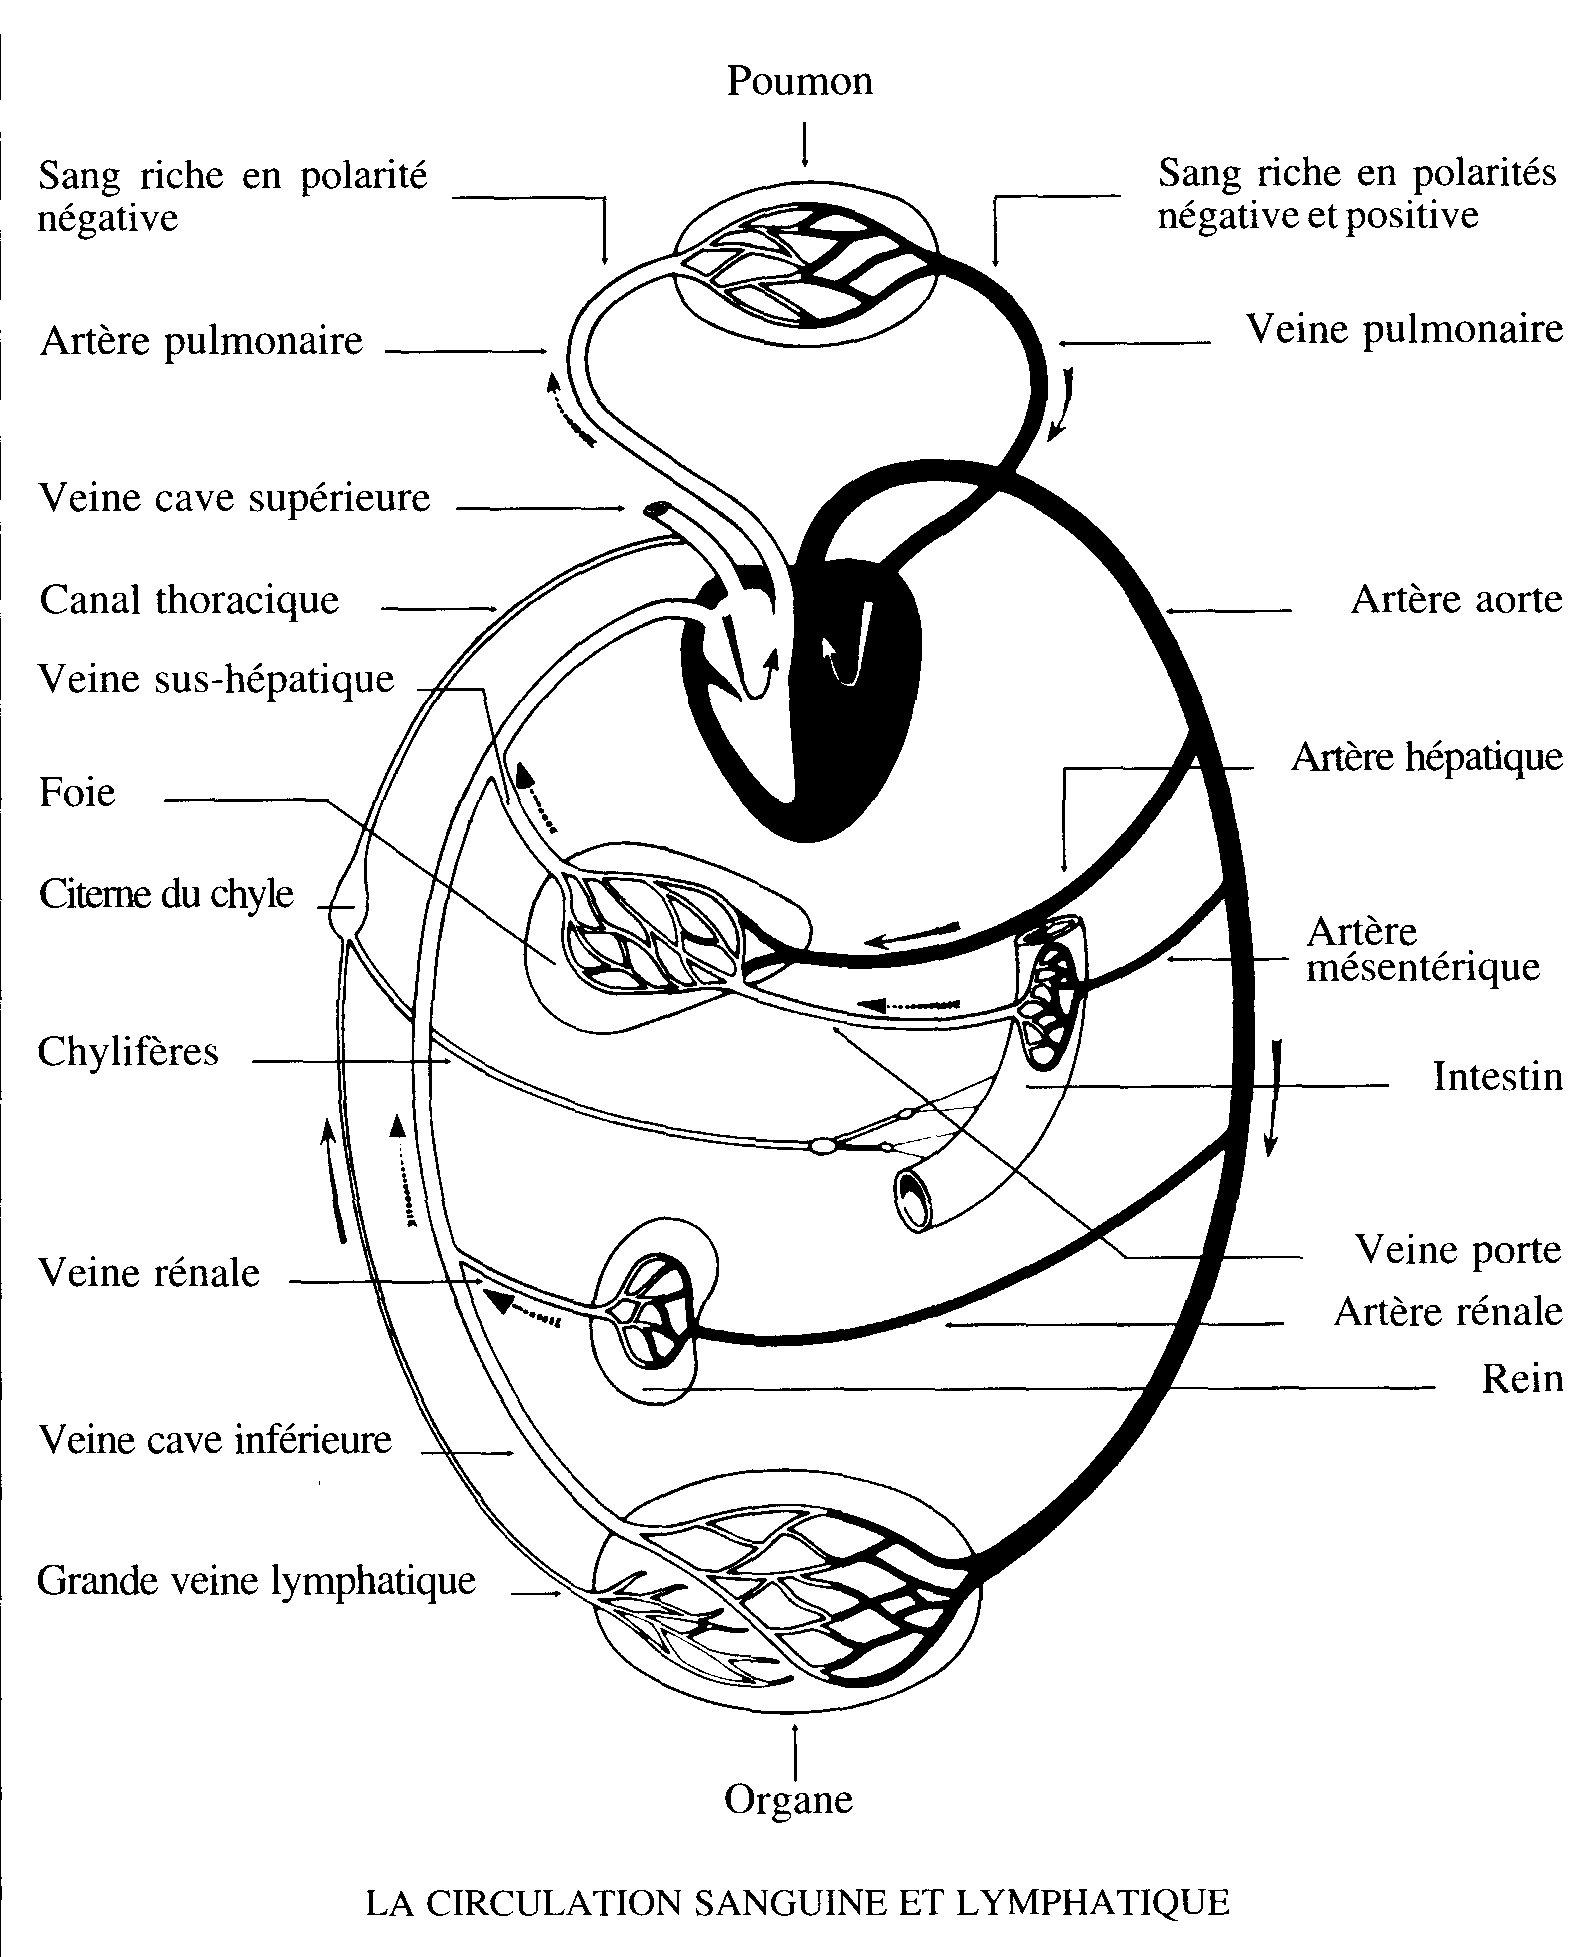 Poumon
Sang riche en polarité
négative
Sang riche en polarités
négative et positive
Artère pulmonaire
Veine pulmonaire
Veine cave supérieure
Canal thoracique
Artère aorte
Veine sus-hépatique
Artère hépatique
Foie
Citerne du chyle
Artère
mésentérique
Chylifères
Intestin
Veine porte
Veine rénale
Artère rénale
Rein
Veine cave inférieure
Grande veine lymphatique
Organe
LA CIRCULATION SANGUINE ET LYMPHATIQUE